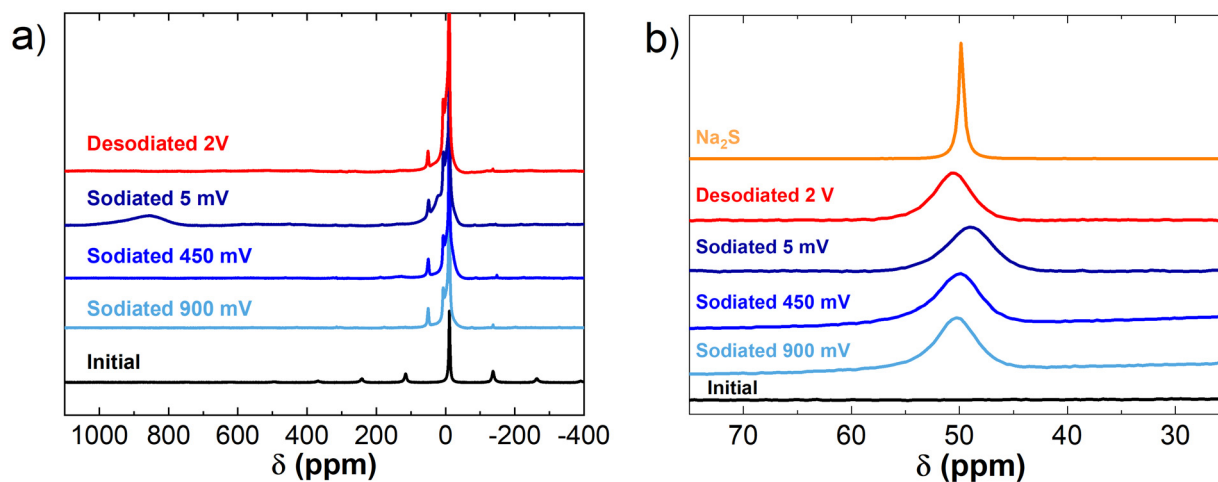 a)
Desodiated 2V
Sodiated 5 mV
Sodiated 450 mV
Sodiated 900 mV
Initial
1000 800 600 400 200 0 -200 -400
δ (ppm)
b)
Na₂S
Desodiated 2 V
Sodiated 5 mV
Sodiated 450 mV
Sodiated 900 mV
Initial
70 60 50 40 30
δ (ppm)